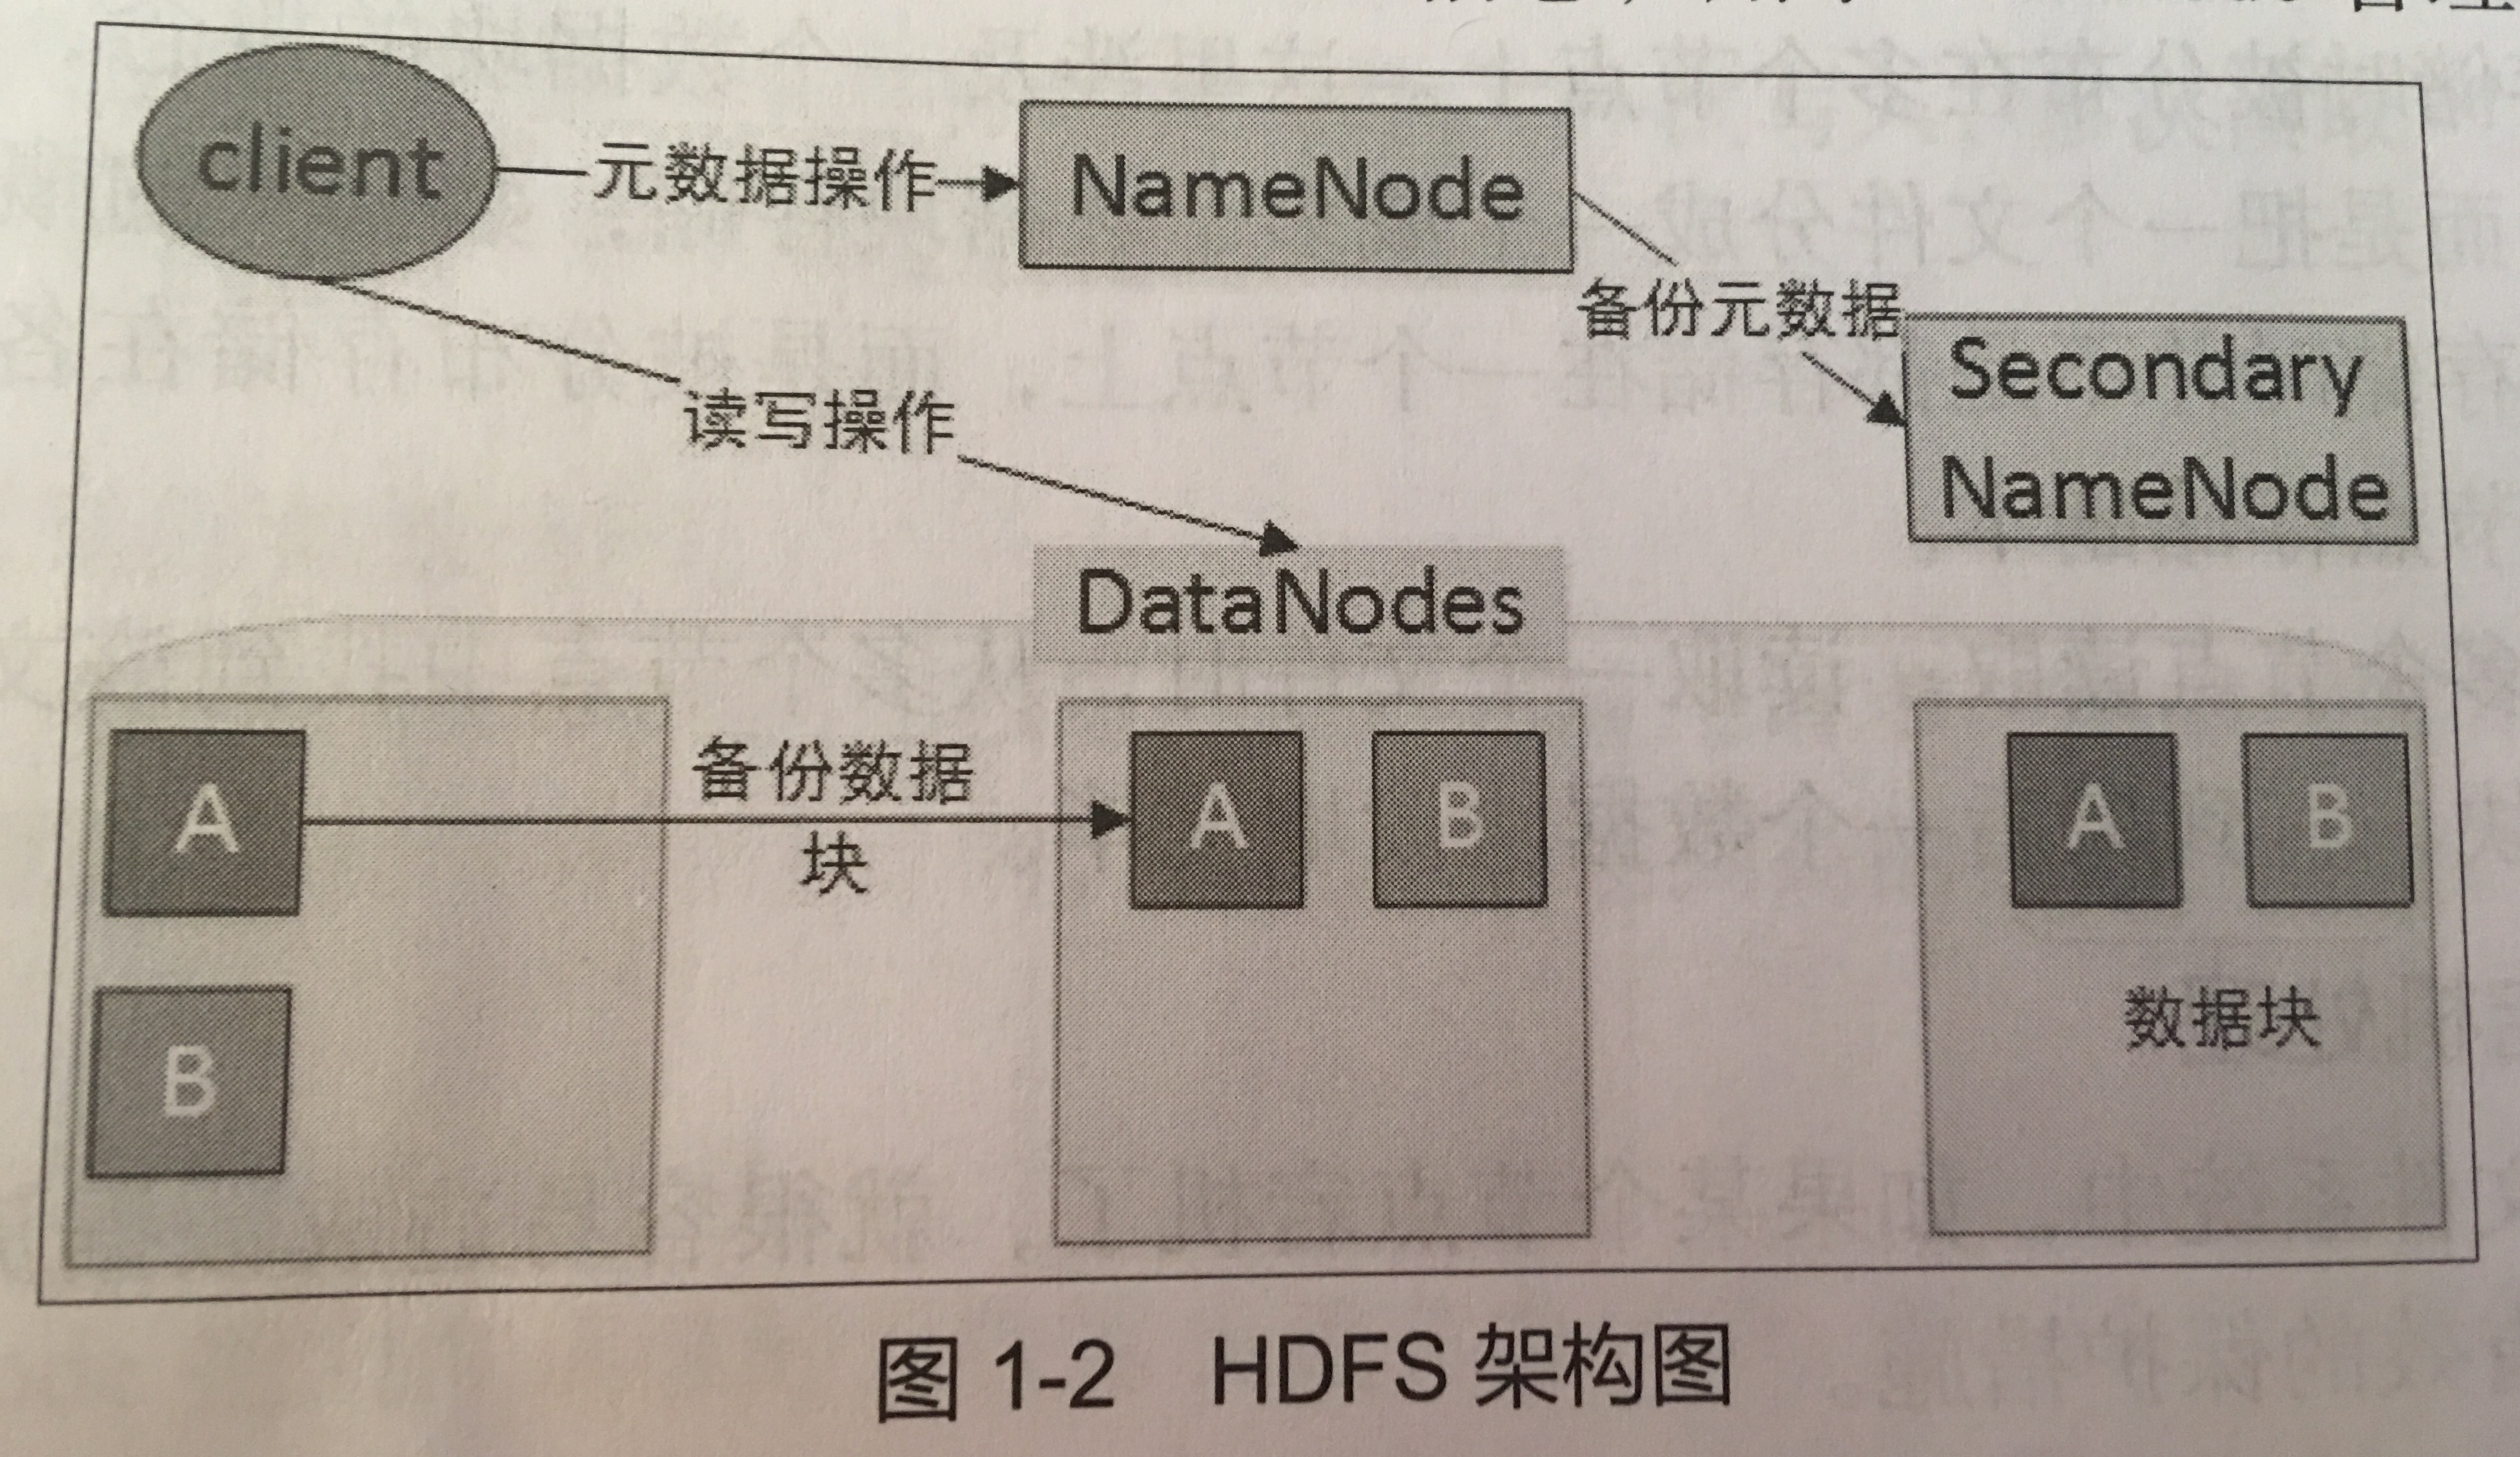 client
元数据操作
NameNode
备份元数据
Secondary
NameNode
读写操作
DataNodes
A
备份数据
块
A
B
A
B
B
数据块
图 1-2 HDFS 架构图